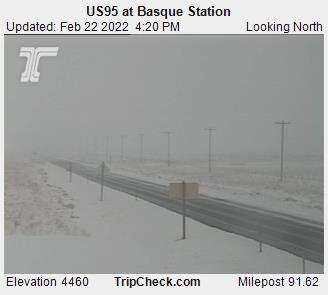 US95 at Basque Station
Updated: Feb 22 2022 4:20 PM Looking North
Elevation 4460 TripCheck.com Milepost 91.62